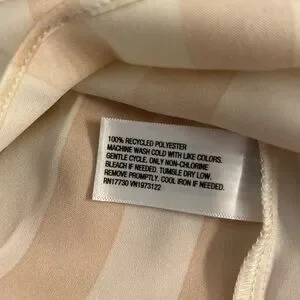 100% RECYCLED POLYESTER
MACHINE WASH COLD WITH LIKE COLORS.
GENTLE CYCLE. ONLY NON-CHLORINE
BLEACH IF NEEDED. TUMBLE DRY LOW.
REMOVE PROMPTLY. COOL IRON IF NEEDED.
RN17730 VN1973122